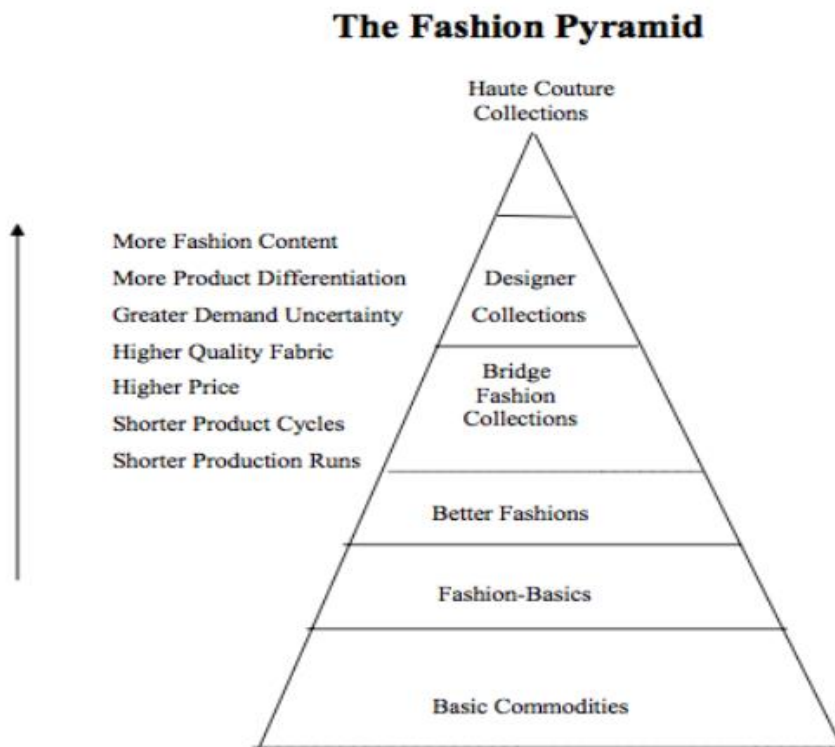 The Fashion Pyramid
Haute Couture
Collections
More Fashion Content
More Product Differentiation
Greater Demand Uncertainty
Higher Quality Fabric
Higher Price
Shorter Product Cycles
Shorter Production Runs
Designer
Collections
Bridge
Fashion
Collections
Better Fashions
Fashion-Basics
Basic Commodities